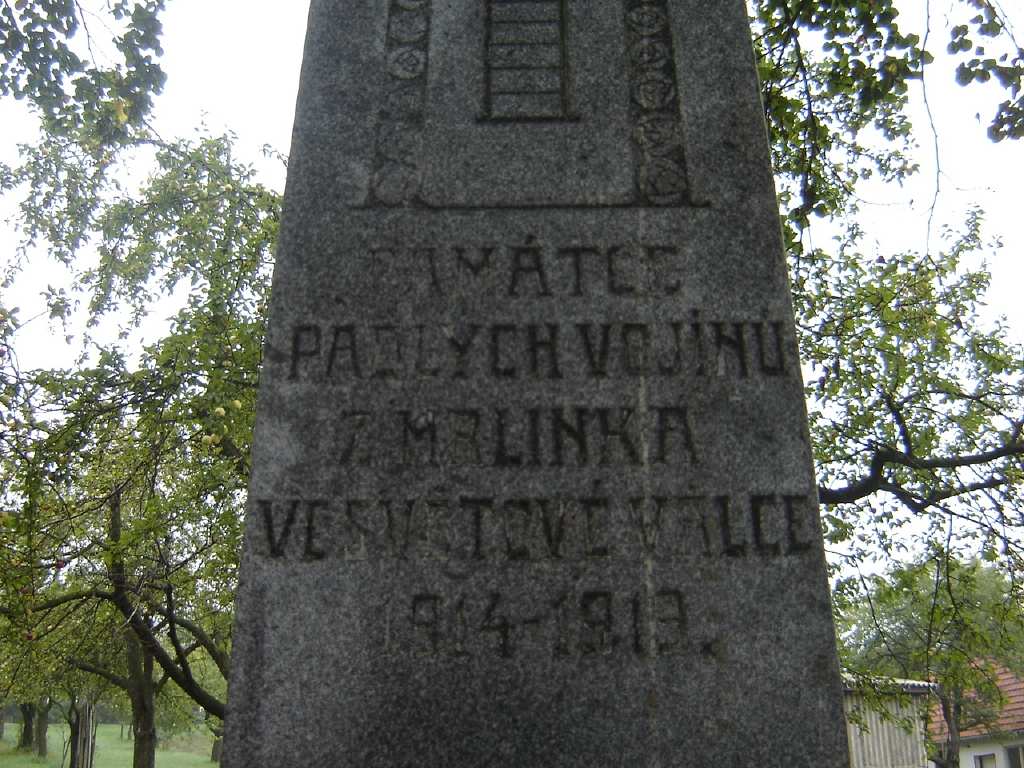 PAMÁTCE
PADLÝCH VOJÍNŮ
Z MALINKA
VE SVĚTOVÉ VÁLCE
1914-1918.